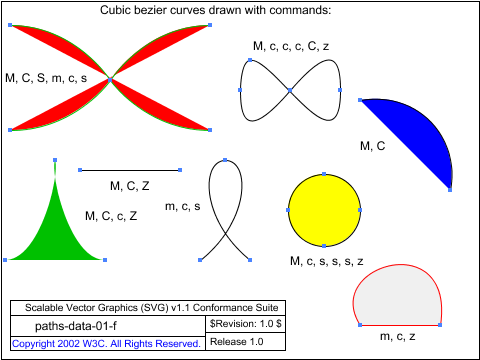 Cubic bezier curves drawn with commands:
M, c, c, c, C, z
M, C, S, m, c, s
M, C
M, C, Z
m, c, s
M, C, c, Z
M, c, s, s, s, z
m, c, z
Scalable Vector Graphics (SVG) v1.1 Conformance Suite
paths-data-01-f
$Revision: 1.0 $
Copyright 2002 W3C. All Rights Reserved.
Release 1.0